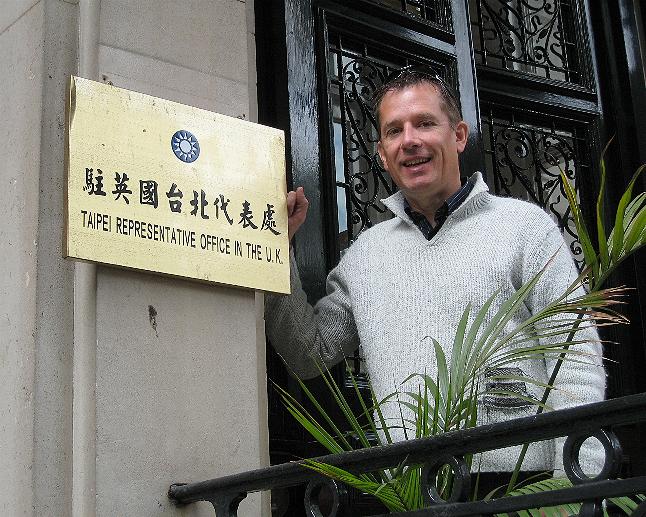 駐英國台北代表處
TAIPEI REPRESENTATIVE OFFICE IN THE U.K.